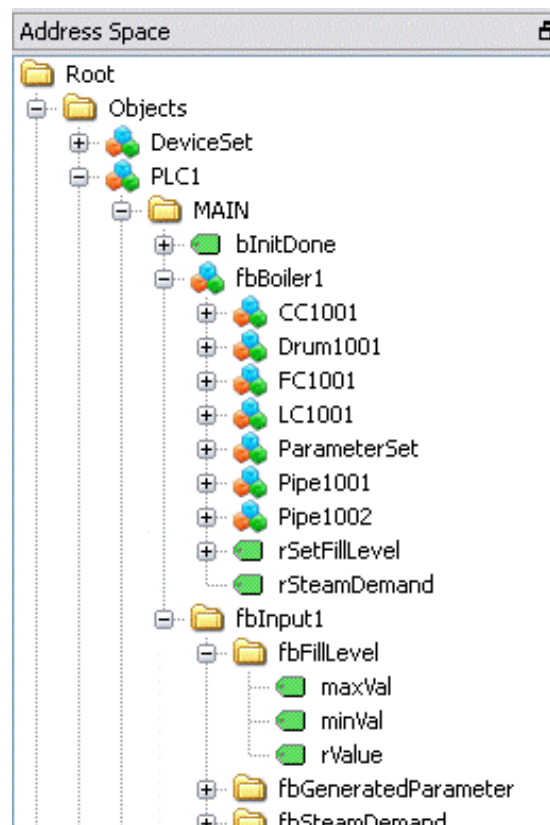 Address Space
Root
Objects
DeviceSet
PLC1
MAIN
bInitDone
fbBoiler1
CC1001
Drum1001
FC1001
LC1001
ParameterSet
Pipe1001
Pipe1002
rSetFillLevel
rSteamDemand
fbInput1
fbFillLevel
maxVal
minVal
rValue
fbGeneratedParameter
fbSteamDemand